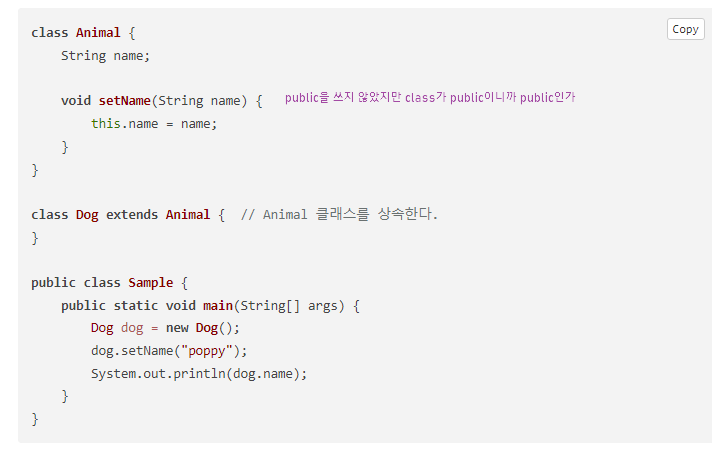 Copy
class Animal {
    String name;

    void setName(String name) { public을 쓰지 않았지만 class가 public이니까 public인가
        this.name = name;
    }
}

class Dog extends Animal {  // Animal 클래스를 상속한다.
}

public class Sample {
    public static void main(String[] args) {
        Dog dog = new Dog();
        dog.setName("poppy");
        System.out.println(dog.name);
    }
}